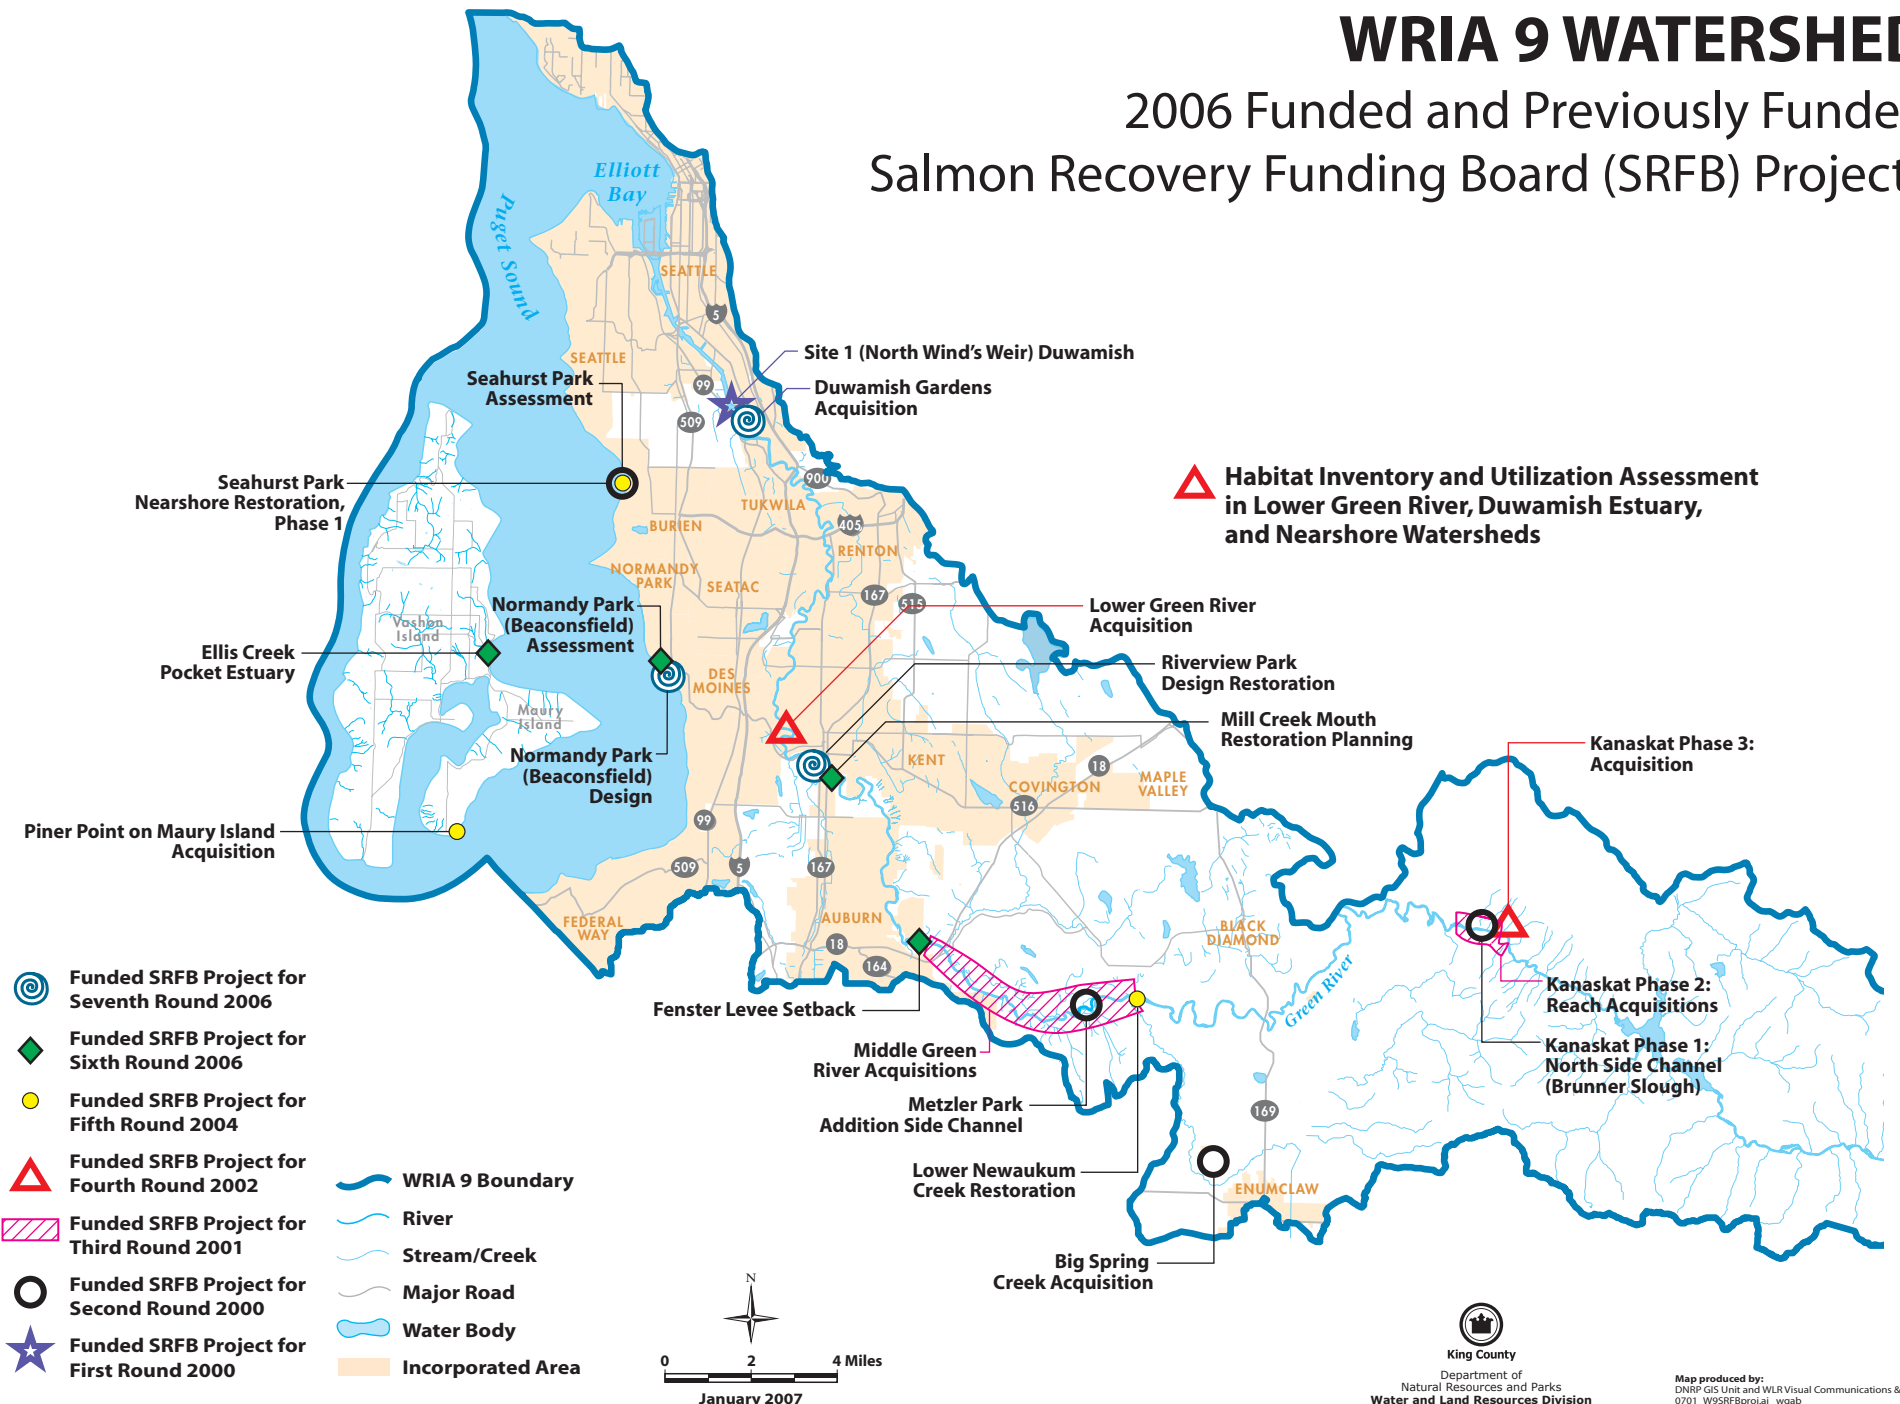 WRIA 9 WATERSHED
2006 Funded and Previously Funde
Salmon Recovery Funding Board (SRFB) Project
Elliott
Bay
Puget Sound
SEATTLE
5
SEATTLE
Site 1 (North Wind's Weir) Duwamish
Seahurst Park
Assessment
99
Duwamish Gardens
Acquisition
509
Seahurst Park
Nearshore Restoration,
Phase 1
900
Habitat Inventory and Utilization Assessment
in Lower Green River, Duwamish Estuary,
and Nearshore Watersheds
TUKWILA
BURIEN
405
RENTON
NORMANDY
PARK
SEATAC
167
515
Normandy Park
(Beaconsfield)
Assessment
Lower Green River
Acquisition
Vashon
Island
Ellis Creek
Pocket Estuary
Riverview Park
Design Restoration
DES
MOINES
Maury
Island
Mill Creek Mouth
Restoration Planning
Normandy Park
(Beaconsfield)
Design
KENT
18
COVINGTON
MAPLE
VALLEY
516
Kanaskat Phase 3:
Acquisition
Piner Point on Maury Island
Acquisition
99
509
5
167
FEDERAL
WAY
AUBURN
18
164
BLACK
DIAMOND
Green River
Kanaskat Phase 2:
Reach Acquisitions
Fenster Levee Setback
Middle Green
River Acquisitions
Kanaskat Phase 1:
North Side Channel
(Brunner Slough)
Metzler Park
Addition Side Channel
169
Lower Newaukum
Creek Restoration
ENUMCLAW
Big Spring
Creek Acquisition
Funded SRFB Project for
Seventh Round 2006
Funded SRFB Project for
Sixth Round 2006
Funded SRFB Project for
Fifth Round 2004
Funded SRFB Project for
Fourth Round 2002
Funded SRFB Project for
Third Round 2001
Funded SRFB Project for
Second Round 2000
Funded SRFB Project for
First Round 2000
WRIA 9 Boundary
River
Stream/Creek
Major Road
Water Body
Incorporated Area
N
0 2 4 Miles
January 2007
King County
Department of
Natural Resources and Parks
Water and Land Resources Division
Map produced by:
DNRP GIS Unit and WLR Visual Communications &
0701_W9SRFBproj.ai wgab